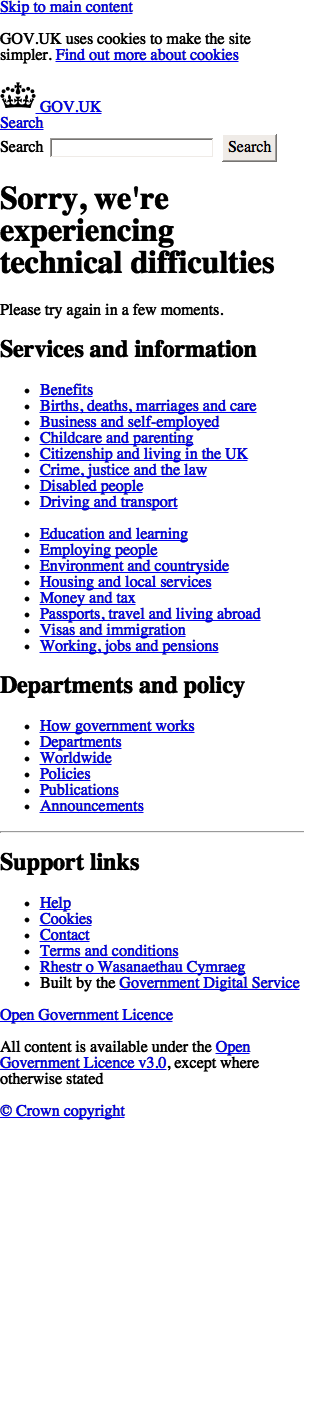 Skip to main content
GOV.UK uses cookies to make the site
simpler. Find out more about cookies
GOV.UK
Search
Search Search
Sorry, we're
experiencing
technical difficulties
Please try again in a few moments.
Services and information
Benefits
Births, deaths, marriages and care
Business and self-employed
Childcare and parenting
Citizenship and living in the UK
Crime, justice and the law
Disabled people
Driving and transport
Education and learning
Employing people
Environment and countryside
Housing and local services
Money and tax
Passports, travel and living abroad
Visas and immigration
Working, jobs and pensions
Departments and policy
How government works
Departments
Worldwide
Policies
Publications
Announcements
Support links
Help
Cookies
Contact
Terms and conditions
Rhestr o Wasanaethau Cymraeg
Built by the Government Digital Service
Open Government Licence
All content is available under the Open
Government Licence v3.0, except where
otherwise stated
© Crown copyright